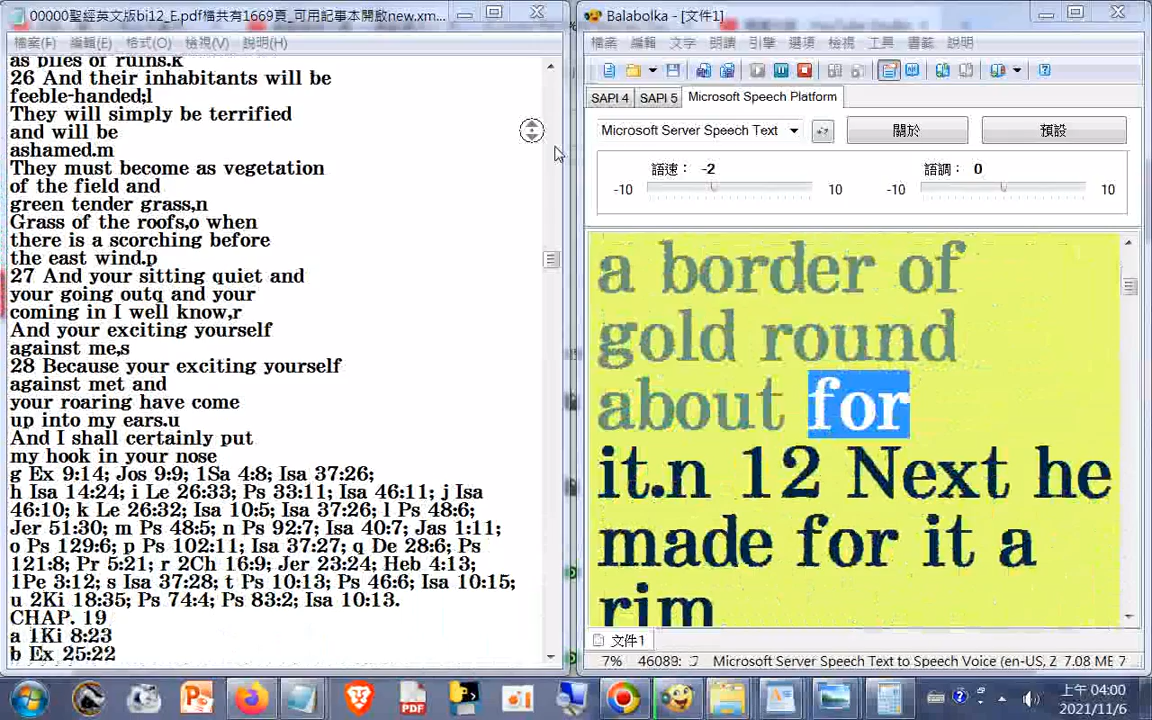 00000聖經英文版bi12_E.pdf檔共有1669頁_可用記事本開啟new.xm...
檔案(F) 編輯(E) 格式(O) 檢視(V) 說明(H)
as piles of ruins.k
26 And their inhabitants will be
feeble-handed;l
They will simply be terrified
and will be
ashamed.m
They must become as vegetation
of the field and
green tender grass,n
Grass of the roofs,o when
there is a scorching before
the east wind.p
27 And your sitting quiet and
your going outq and your
coming in I well know,r
And your exciting yourself
against me,s
28 Because your exciting yourself
against met and
your roaring have come
up into my ears.u
And I shall certainly put
my hook in your nose
g Ex 9:14; Jos 9:9; 1Sa 4:8; Isa 37:26;
h Isa 14:24; i Le 26:33; Ps 33:11; Isa 46:11; j Isa
46:10; k Le 26:32; Isa 10:5; Isa 37:26; l Ps 48:6;
Jer 51:30; m Ps 48:5; n Ps 92:7; Isa 40:7; Jas 1:11;
o Ps 129:6; p Ps 102:11; Isa 37:27; q De 28:6; Ps
121:8; Pr 5:21; r 2Ch 16:9; Jer 23:24; Heb 4:13;
1Pe 3:12; s Isa 37:28; t Ps 10:13; Ps 46:6; Isa 10:15;
u 2Ki 18:35; Ps 74:4; Ps 83:2; Isa 10:13.
CHAP. 19
a 1Ki 8:23
b Ex 25:22
Balabolka - [文件1]
檔案 編輯 文字 朗讀 引擎 選項 檢視 工具 書籤 說明
SAPI 4 SAPI 5 Microsoft Speech Platform
Microsoft Server Speech Text 關於 預設
語速： -2 語調： 0
-10 10 -10 10
a border of
gold round
about for
it.n 12 Next he
made for it a
rim
文件1
7% 46089: Microsoft Server Speech Text to Speech Voice (en-US, Z 7.08 MB
PDF
上午 04:00
2021/11/6